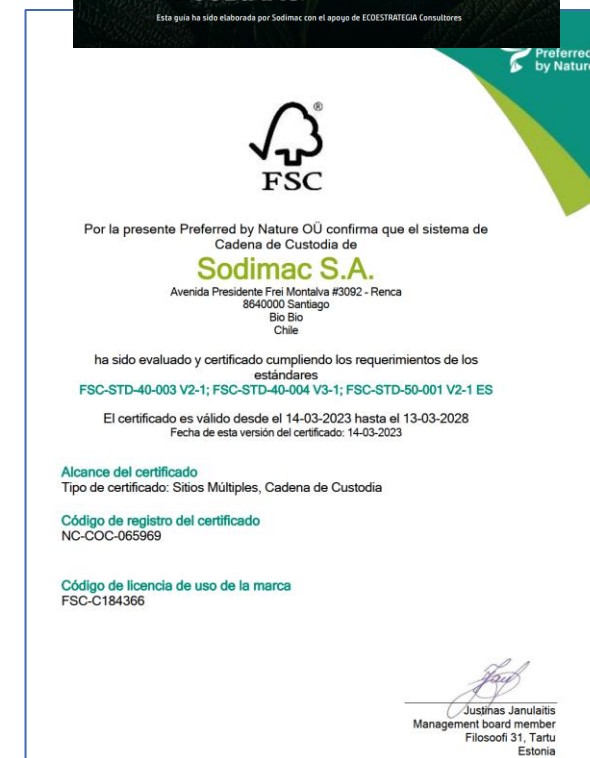 Esta guía ha sido elaborada por Sodimac con el apoyo de ECOESTRATEGIA Consultores
Preferred
by Nature
®
FSC
Por la presente Preferred by Nature OÜ confirma que el sistema de
Cadena de Custodia de
Sodimac S.A.
Avenida Presidente Frei Montalva #3092 - Renca
8640000 Santiago
Bio Bio
Chile
ha sido evaluado y certificado cumpliendo los requerimientos de los
estándares
FSC-STD-40-003 V2-1; FSC-STD-40-004 V3-1; FSC-STD-50-001 V2-1 ES
El certificado es válido desde el 14-03-2023 hasta el 13-03-2028
Fecha de esta versión del certificado: 14-03-2023
Alcance del certificado
Tipo de certificado: Sitios Múltiples, Cadena de Custodia
Código de registro del certificado
NC-COC-065969
Código de licencia de uso de la marca
FSC-C184366
Justinas Janulaitis
Management board member
Filosoofi 31, Tartu
Estonia